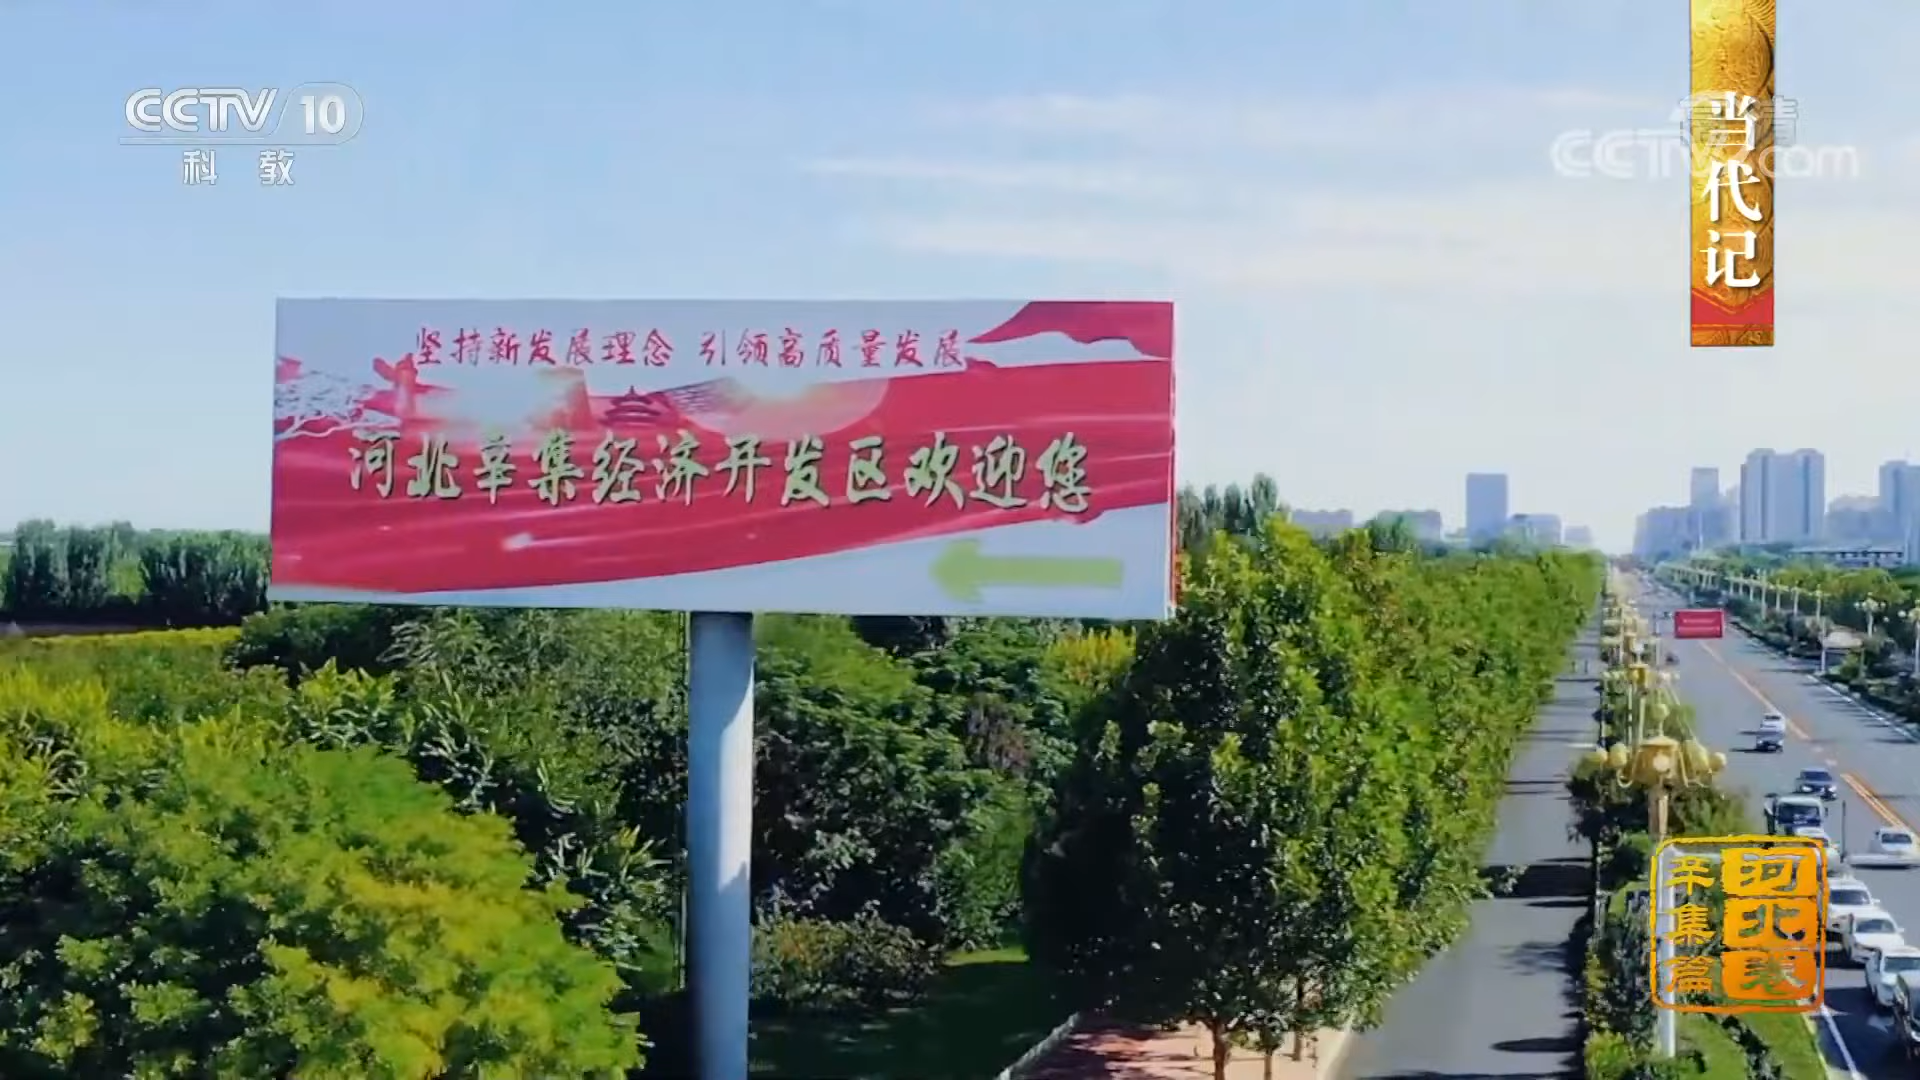 CCTV 10
科教
当代记
CCTV.com
坚持新发展理念 引领高质量发展
河北辛集经济开发区欢迎您
河北
辛集篇